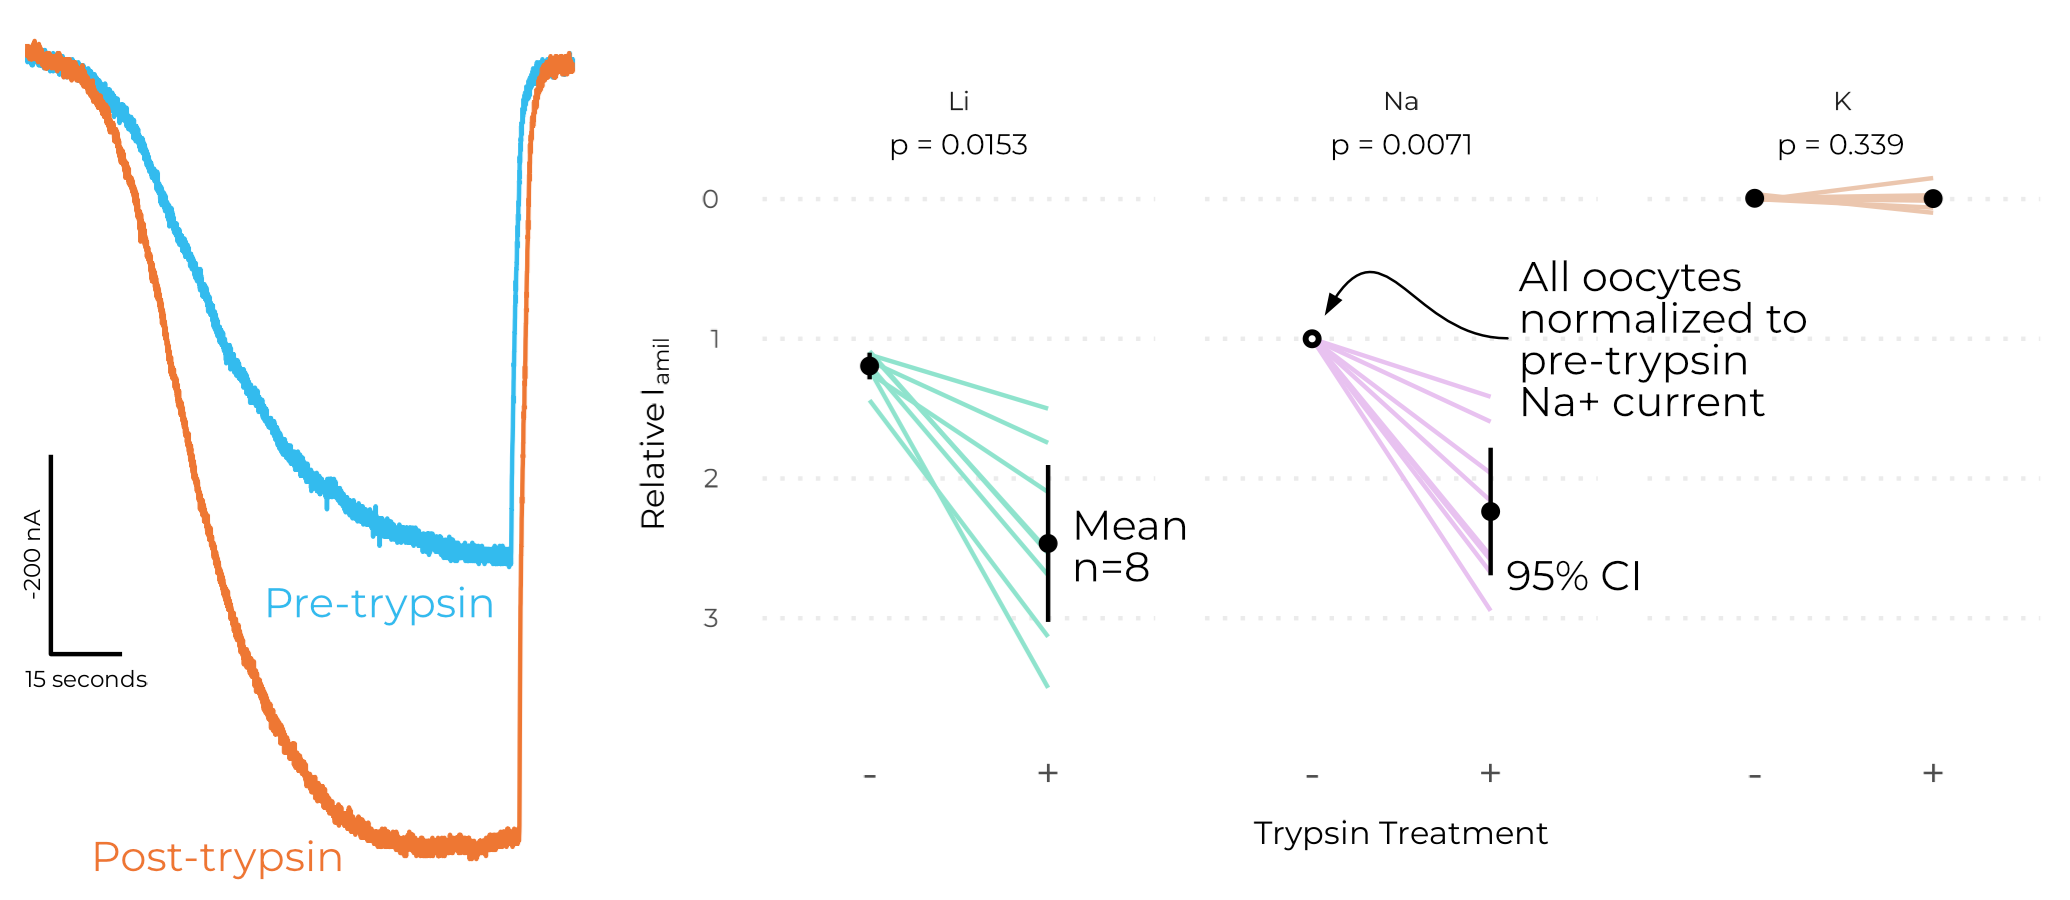 -200 nA
15 seconds
Pre-trypsin
Post-trypsin
Relative Iamil
0
1
2
3
Li
p = 0.0153
Mean
n=8
- +
Na
p = 0.0071
All oocytes
normalized to
pre-trypsin
Na+ current
95% CI
- +
K
p = 0.339
- +
Trypsin Treatment